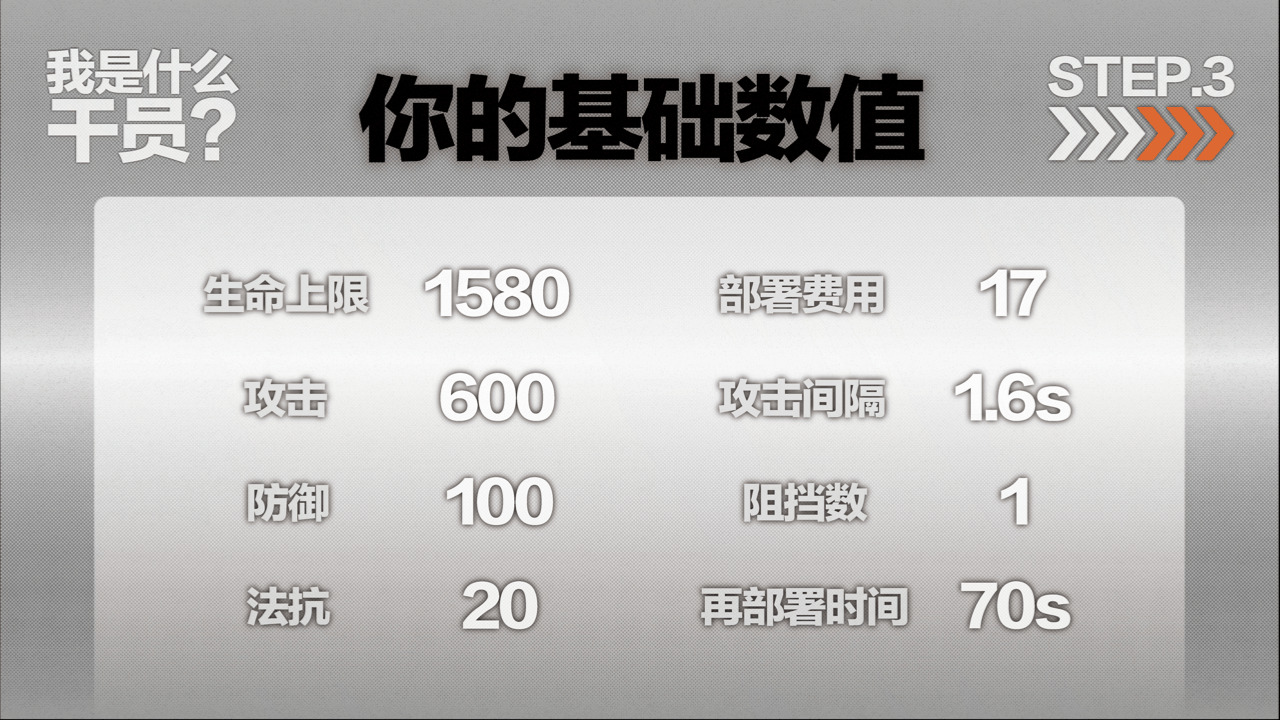 我是什么
干员?
你的基础数值
STEP.3
生命上限 1580 部署费用 17
攻击 600 攻击间隔 1.6s
防御 100 阻挡数 1
法抗 20 再部署时间 70s